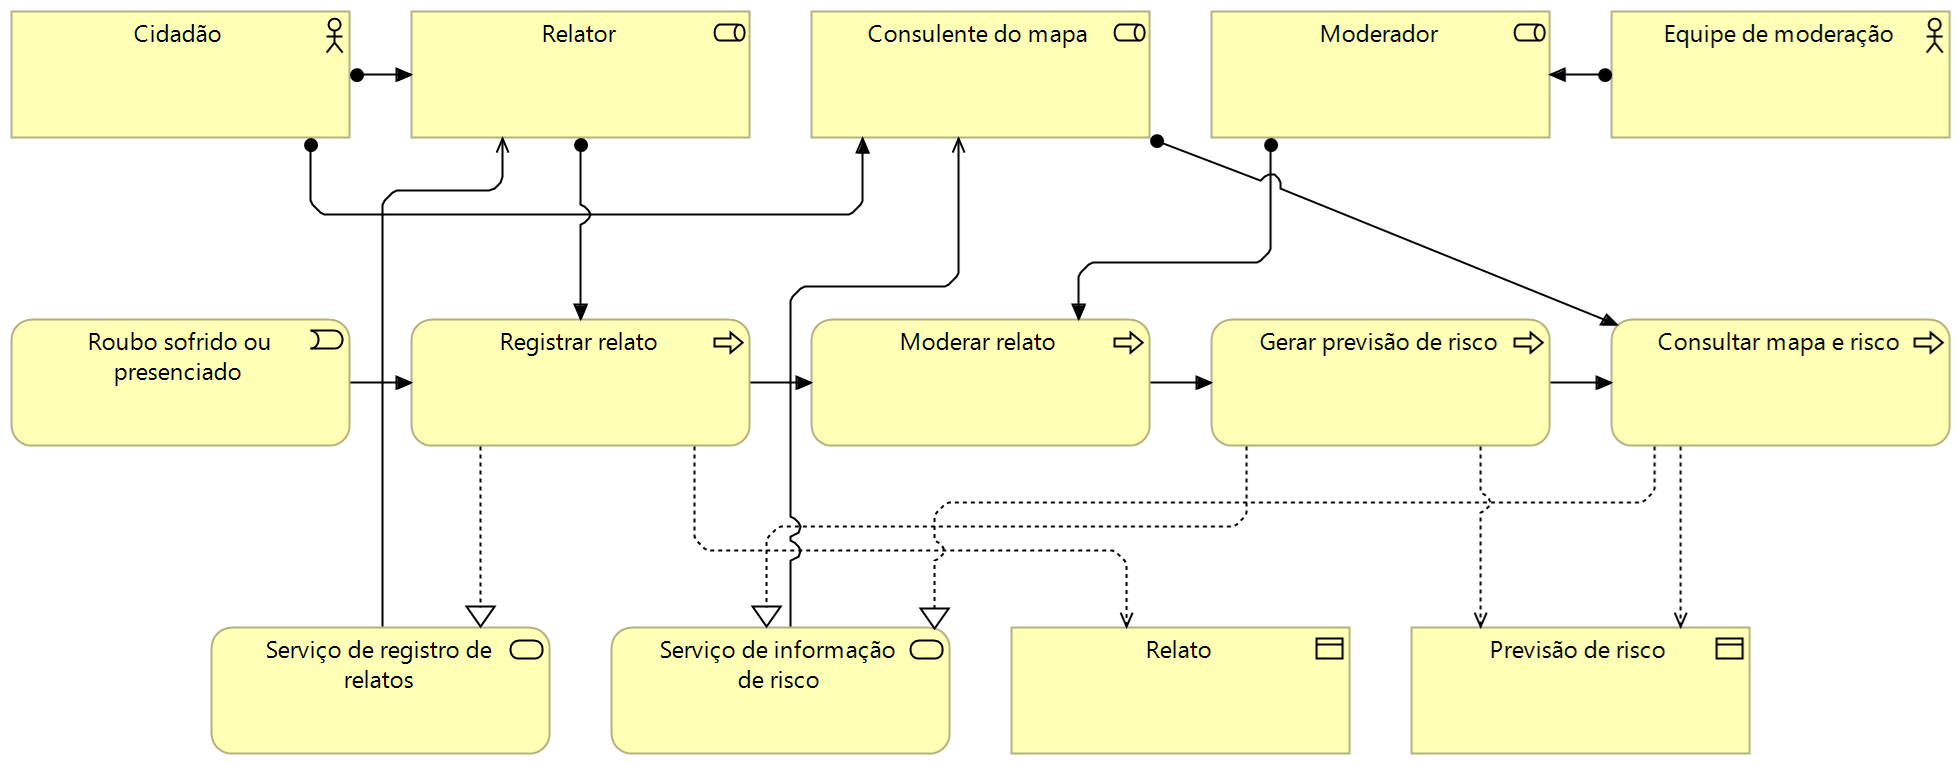 Cidadão
Relator
Consulente do mapa
Moderador
Equipe de moderação
Roubo sofrido ou
presenciado
Registrar relato
Moderar relato
Gerar previsão de risco
Consultar mapa e risco
Serviço de registro de
relatos
Serviço de informação
de risco
Relato
Previsão de risco